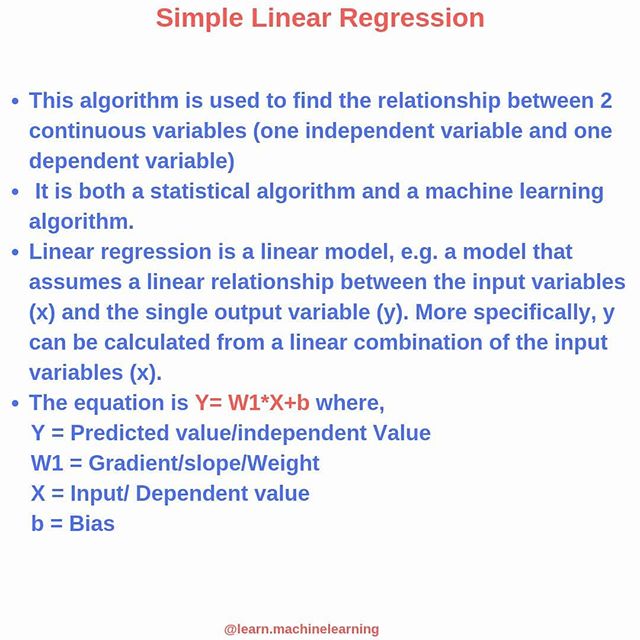 Simple Linear Regression
• This algorithm is used to find the relationship between 2
continuous variables (one independent variable and one
dependent variable)
• It is both a statistical algorithm and a machine learning
algorithm.
• Linear regression is a linear model, e.g. a model that
assumes a linear relationship between the input variables
(x) and the single output variable (y). More specifically, y
can be calculated from a linear combination of the input
variables (x).
• The equation is Y= W1*X+b where,
Y = Predicted value/independent Value
W1 = Gradient/slope/Weight
X = Input/ Dependent value
b = Bias
@learn.machinelearning